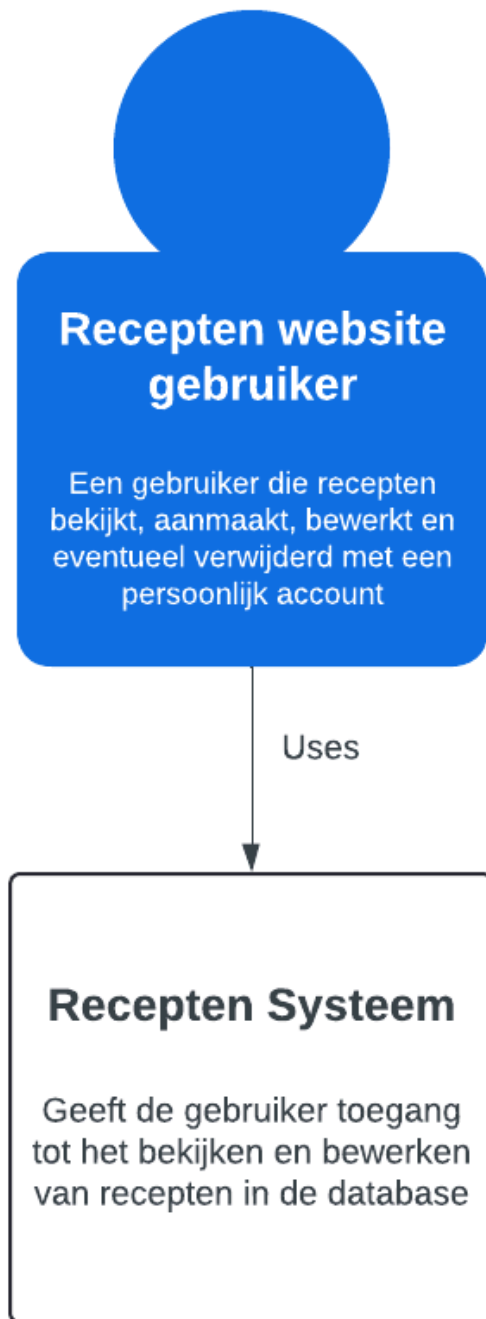 Recepten website
gebruiker
Een gebruiker die recepten
bekijkt, aanmaakt, bewerkt en
eventueel verwijderd met een
persoonlijk account
Uses
Recepten Systeem
Geeft de gebruiker toegang
tot het bekijken en bewerken
van recepten in de database